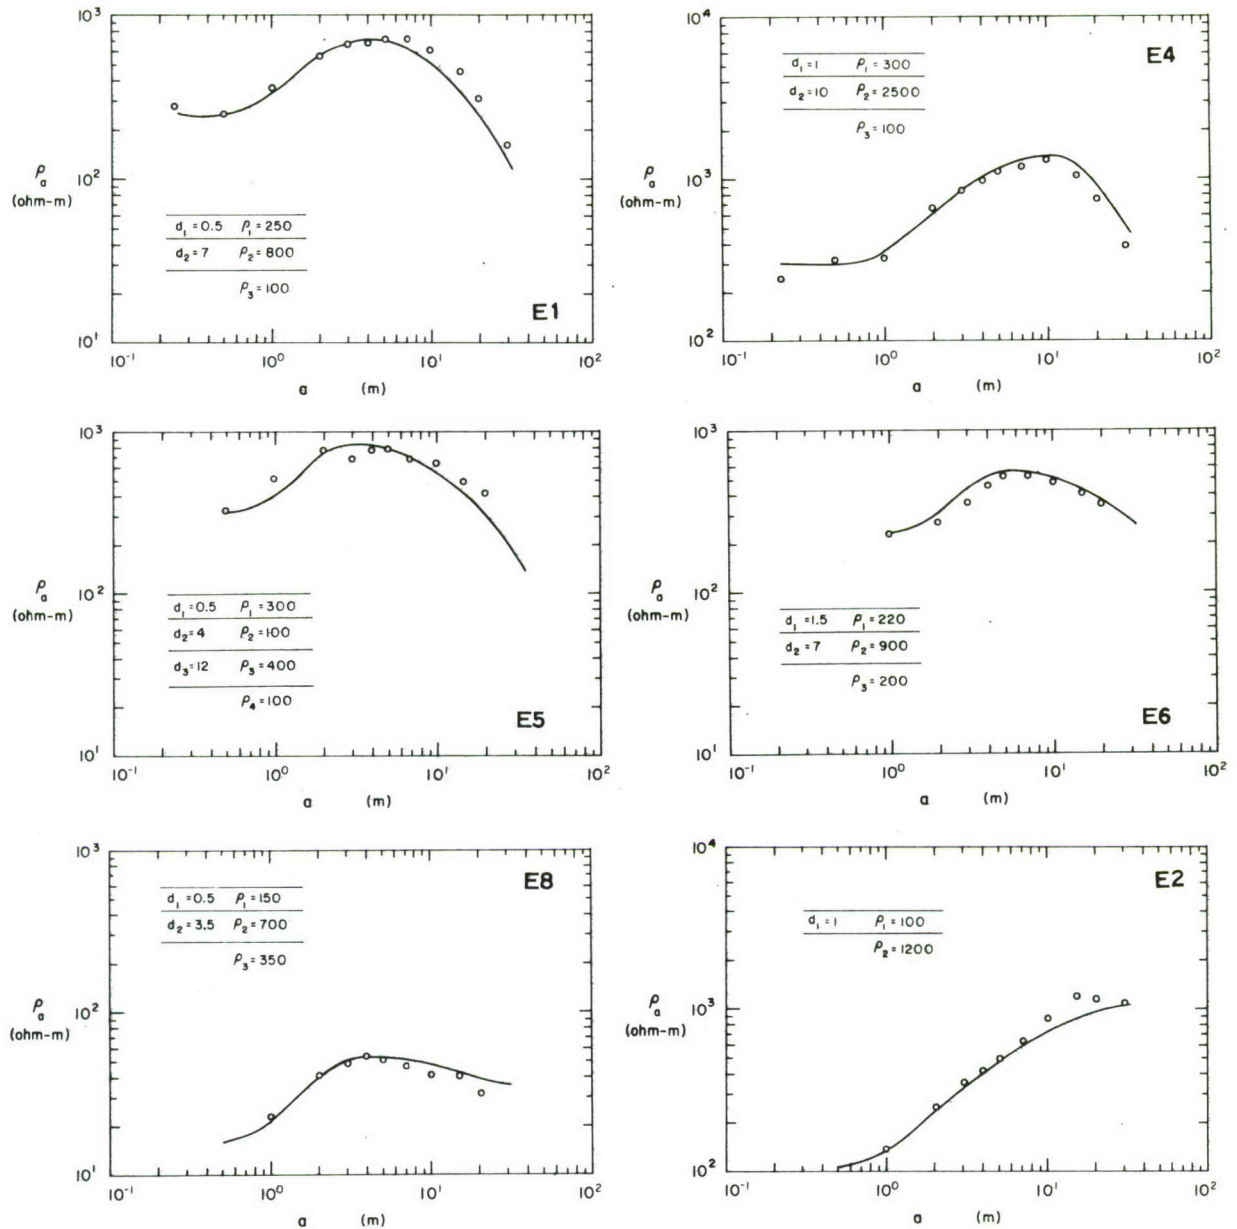 10³
10²
10¹
ρₐ
(ohm-m)
d₁=0.5 ρ₁=250
d₂=7 ρ₂=800
ρ₃=100
E1
10⁻¹ 10⁰ 10¹ 10²
a (m)
10⁴
10³
10²
ρₐ
(ohm-m)
d₁=1 ρ₁=300
d₂=10 ρ₂=2500
ρ₃=100
E4
10⁻¹ 10⁰ 10¹ 10²
a (m)
10³
10²
10¹
ρₐ
(ohm-m)
d₁=0.5 ρ₁=300
d₂=4 ρ₂=100
d₃=12 ρ₃=400
ρ₄=100
E5
10⁻¹ 10⁰ 10¹ 10²
a (m)
10³
10²
10¹
ρₐ
(ohm-m)
d₁=1.5 ρ₁=220
d₂=7 ρ₂=900
ρ₃=200
E6
10⁻¹ 10⁰ 10¹ 10²
a (m)
10³
10²
10¹
ρₐ
(ohm-m)
d₁=0.5 ρ₁=150
d₂=3.5 ρ₂=700
ρ₃=350
E8
10⁻¹ 10⁰ 10¹ 10²
a (m)
10⁴
10³
10²
ρₐ
(ohm-m)
d₁=1 ρ₁=100
ρ₂=1200
E2
10⁻¹ 10⁰ 10¹ 10²
a (m)